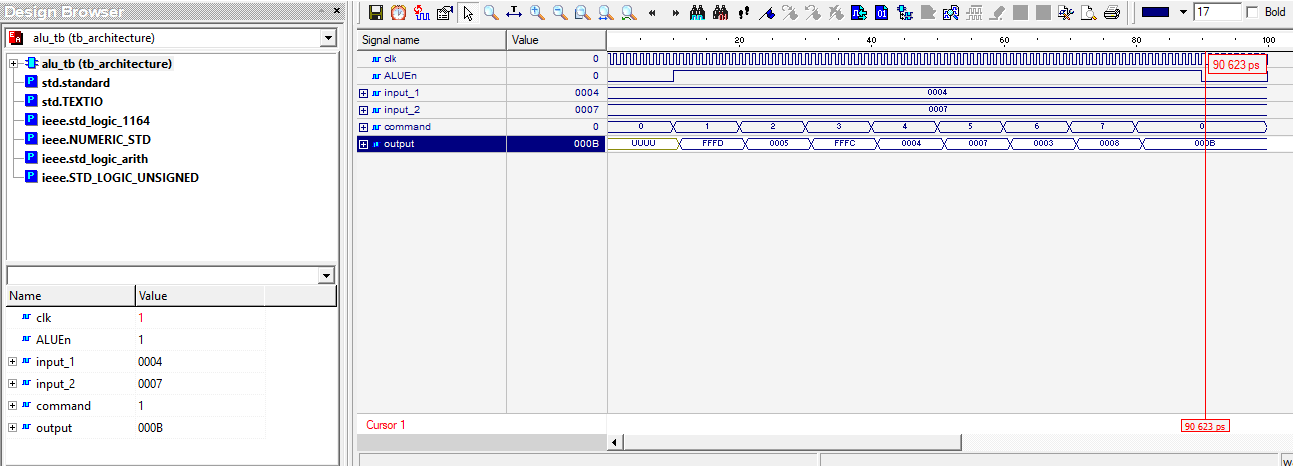 Design Browser
alu_tb (tb_architecture)
alu_tb (tb_architecture)
std.standard
std.TEXTIO
ieee.std_logic_1164
ieee.NUMERIC_STD
ieee.std_logic_arith
ieee.STD_LOGIC_UNSIGNED
Name Value
clk 1
ALUEn 1
input_1 0004
input_2 0007
command 1
output 000B
17 Bold
Signal name Value 20 40 60 80 100
clk 0 90 623 ps
ALUEn 0
input_1 0004 0004
input_2 0007 0007
command 0 0 1 2 3 4 5 6 7 0
output 000B UUUU FFFD 0005 FFFC 0004 0007 0003 0008 000B
Cursor 1 90 623 ps